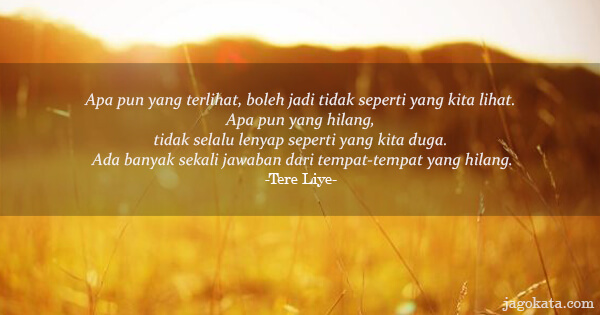 Apa pun yang terlihat, boleh jadi tidak seperti yang kita lihat.
Apa pun yang hilang,
tidak selalu lenyap seperti yang kita duga.
Ada banyak sekali jawaban dari tempat-tempat yang hilang.
-Tere Liye-
jagokata.com